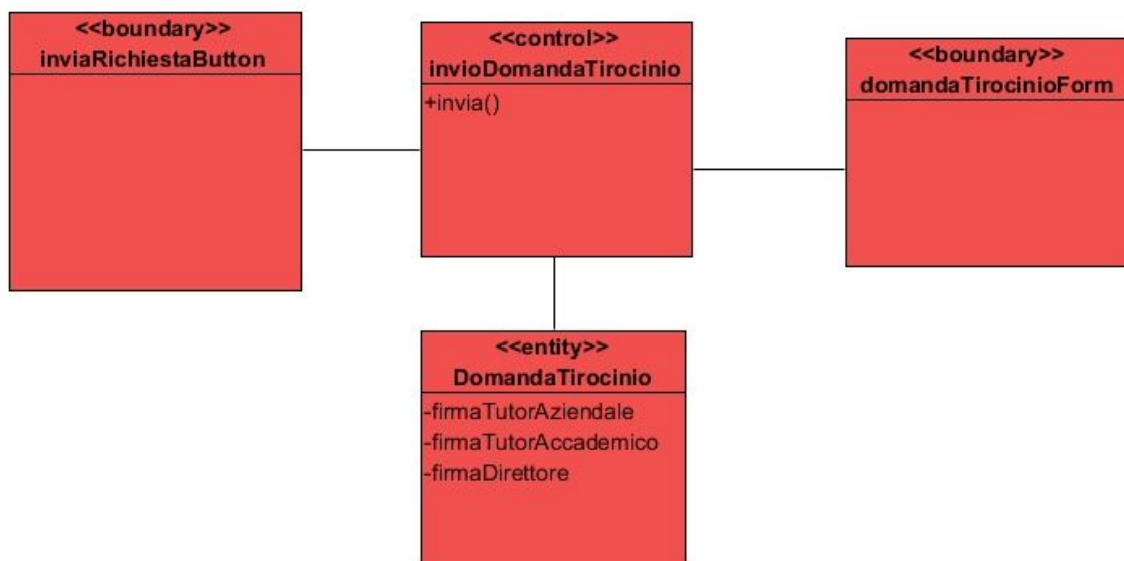 <<boundary>>
inviaRichiestaButton
<<control>>
invioDomandaTirocinio
+invia()
<<boundary>>
domandaTirocinioForm
<<entity>>
DomandaTirocinio
-firmaTutorAziendale
-firmaTutorAccademico
-firmaDirettore